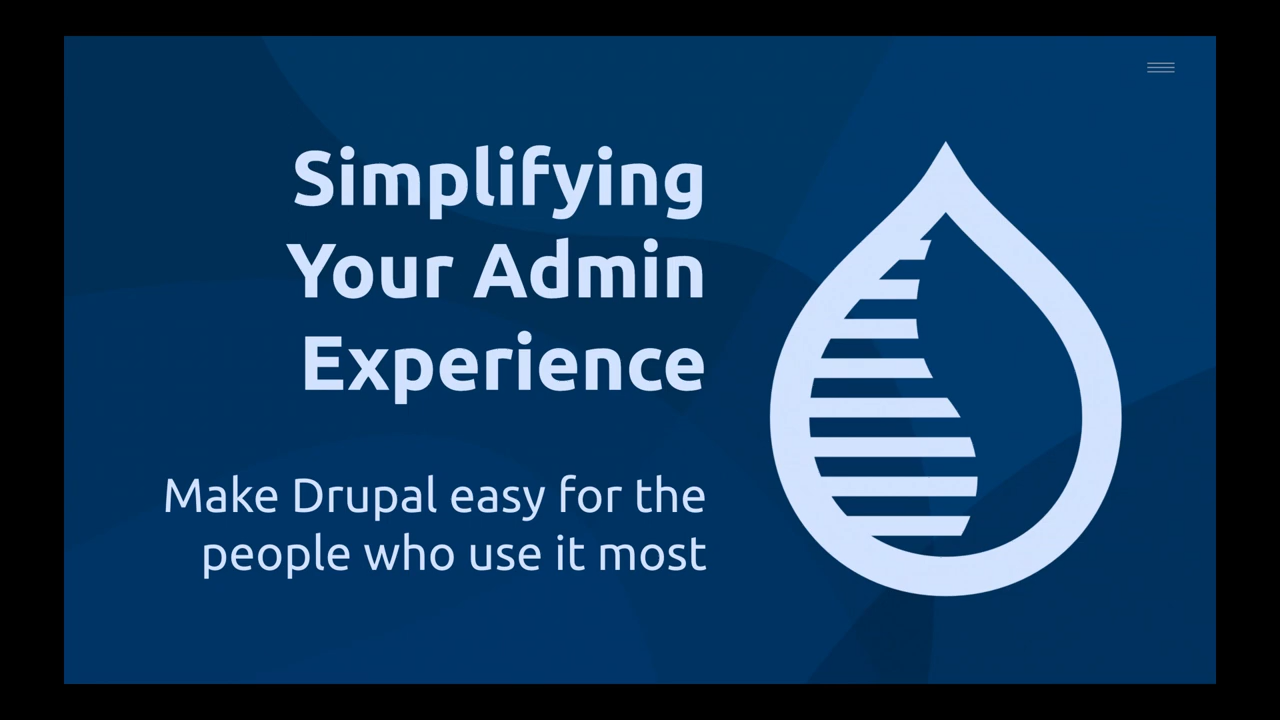 Simplifying
Your Admin
Experience
Make Drupal easy for the
people who use it most